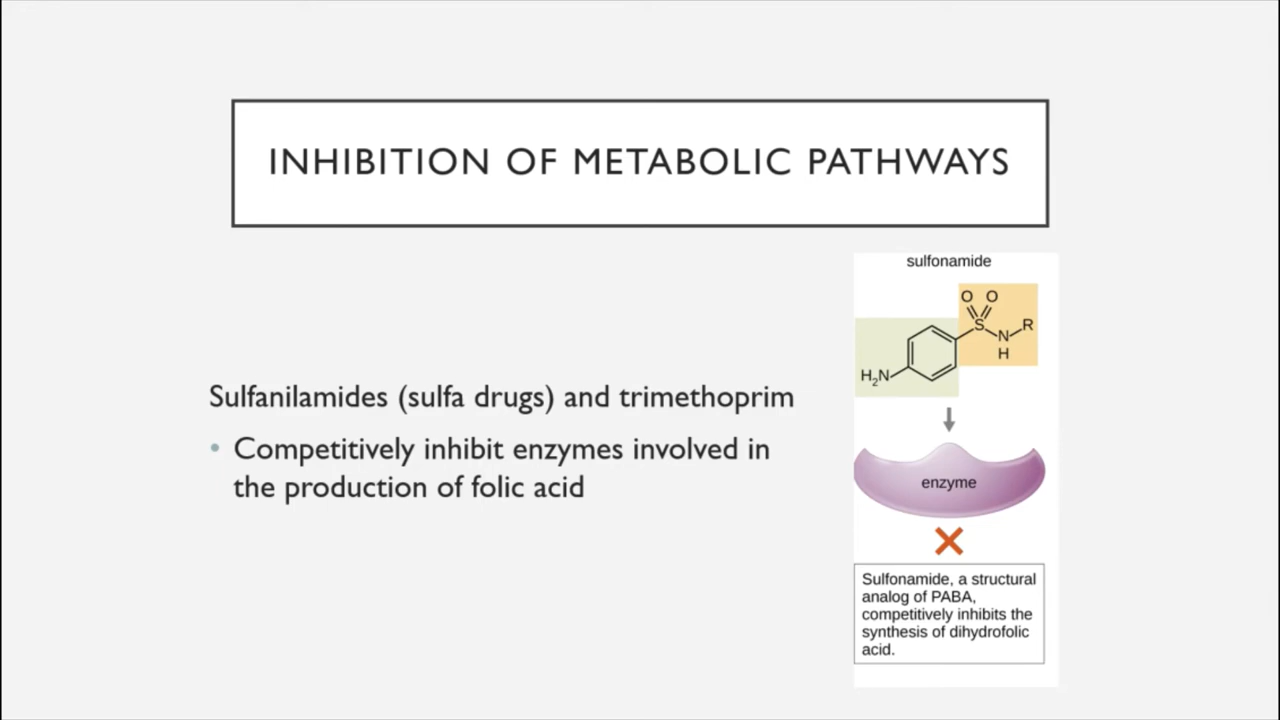 INHIBITION OF METABOLIC PATHWAYS
Sulfanilamides (sulfa drugs) and trimethoprim
• Competitively inhibit enzymes involved in
the production of folic acid
sulfonamide
O O
S
N
R
H
H₂N
enzyme
Sulfonamide, a structural
analog of PABA,
competitively inhibits the
synthesis of dihydrofolic
acid.